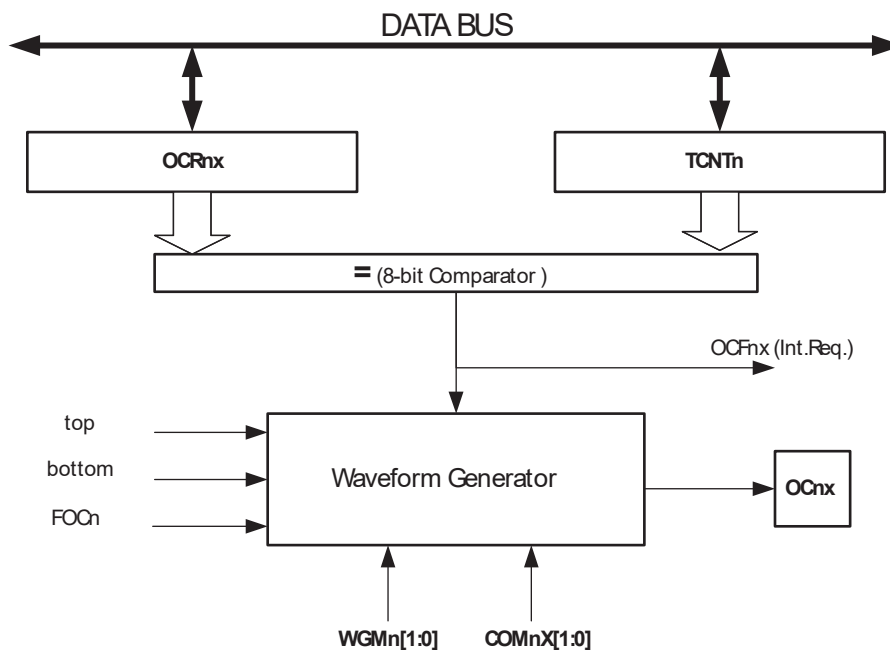 DATA BUS
OCRnx
TCNTn
= (8-bit Comparator )
OCFnx (Int.Req.)
top
bottom
FOCn
Waveform Generator
OCnx
WGMn[1:0]
COMnX[1:0]